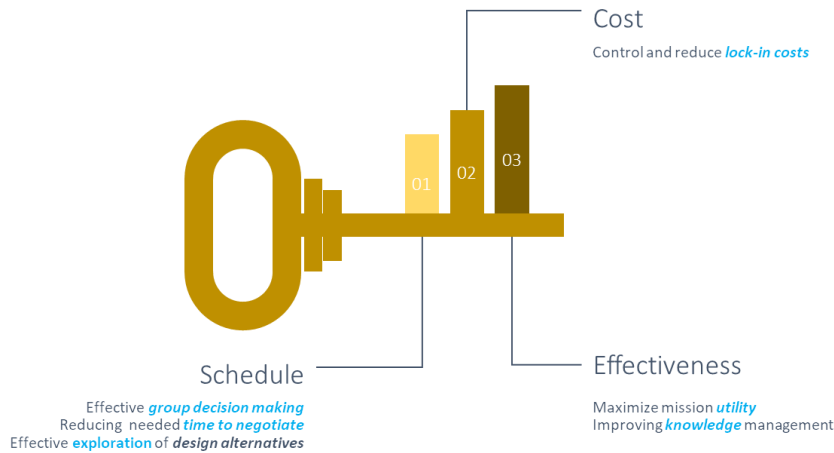 Cost
Control and reduce lock-in costs
01
02
03
Schedule
Effective group decision making
Reducing needed time to negotiate
Effective exploration of design alternatives
Effectiveness
Maximize mission utility
Improving knowledge management